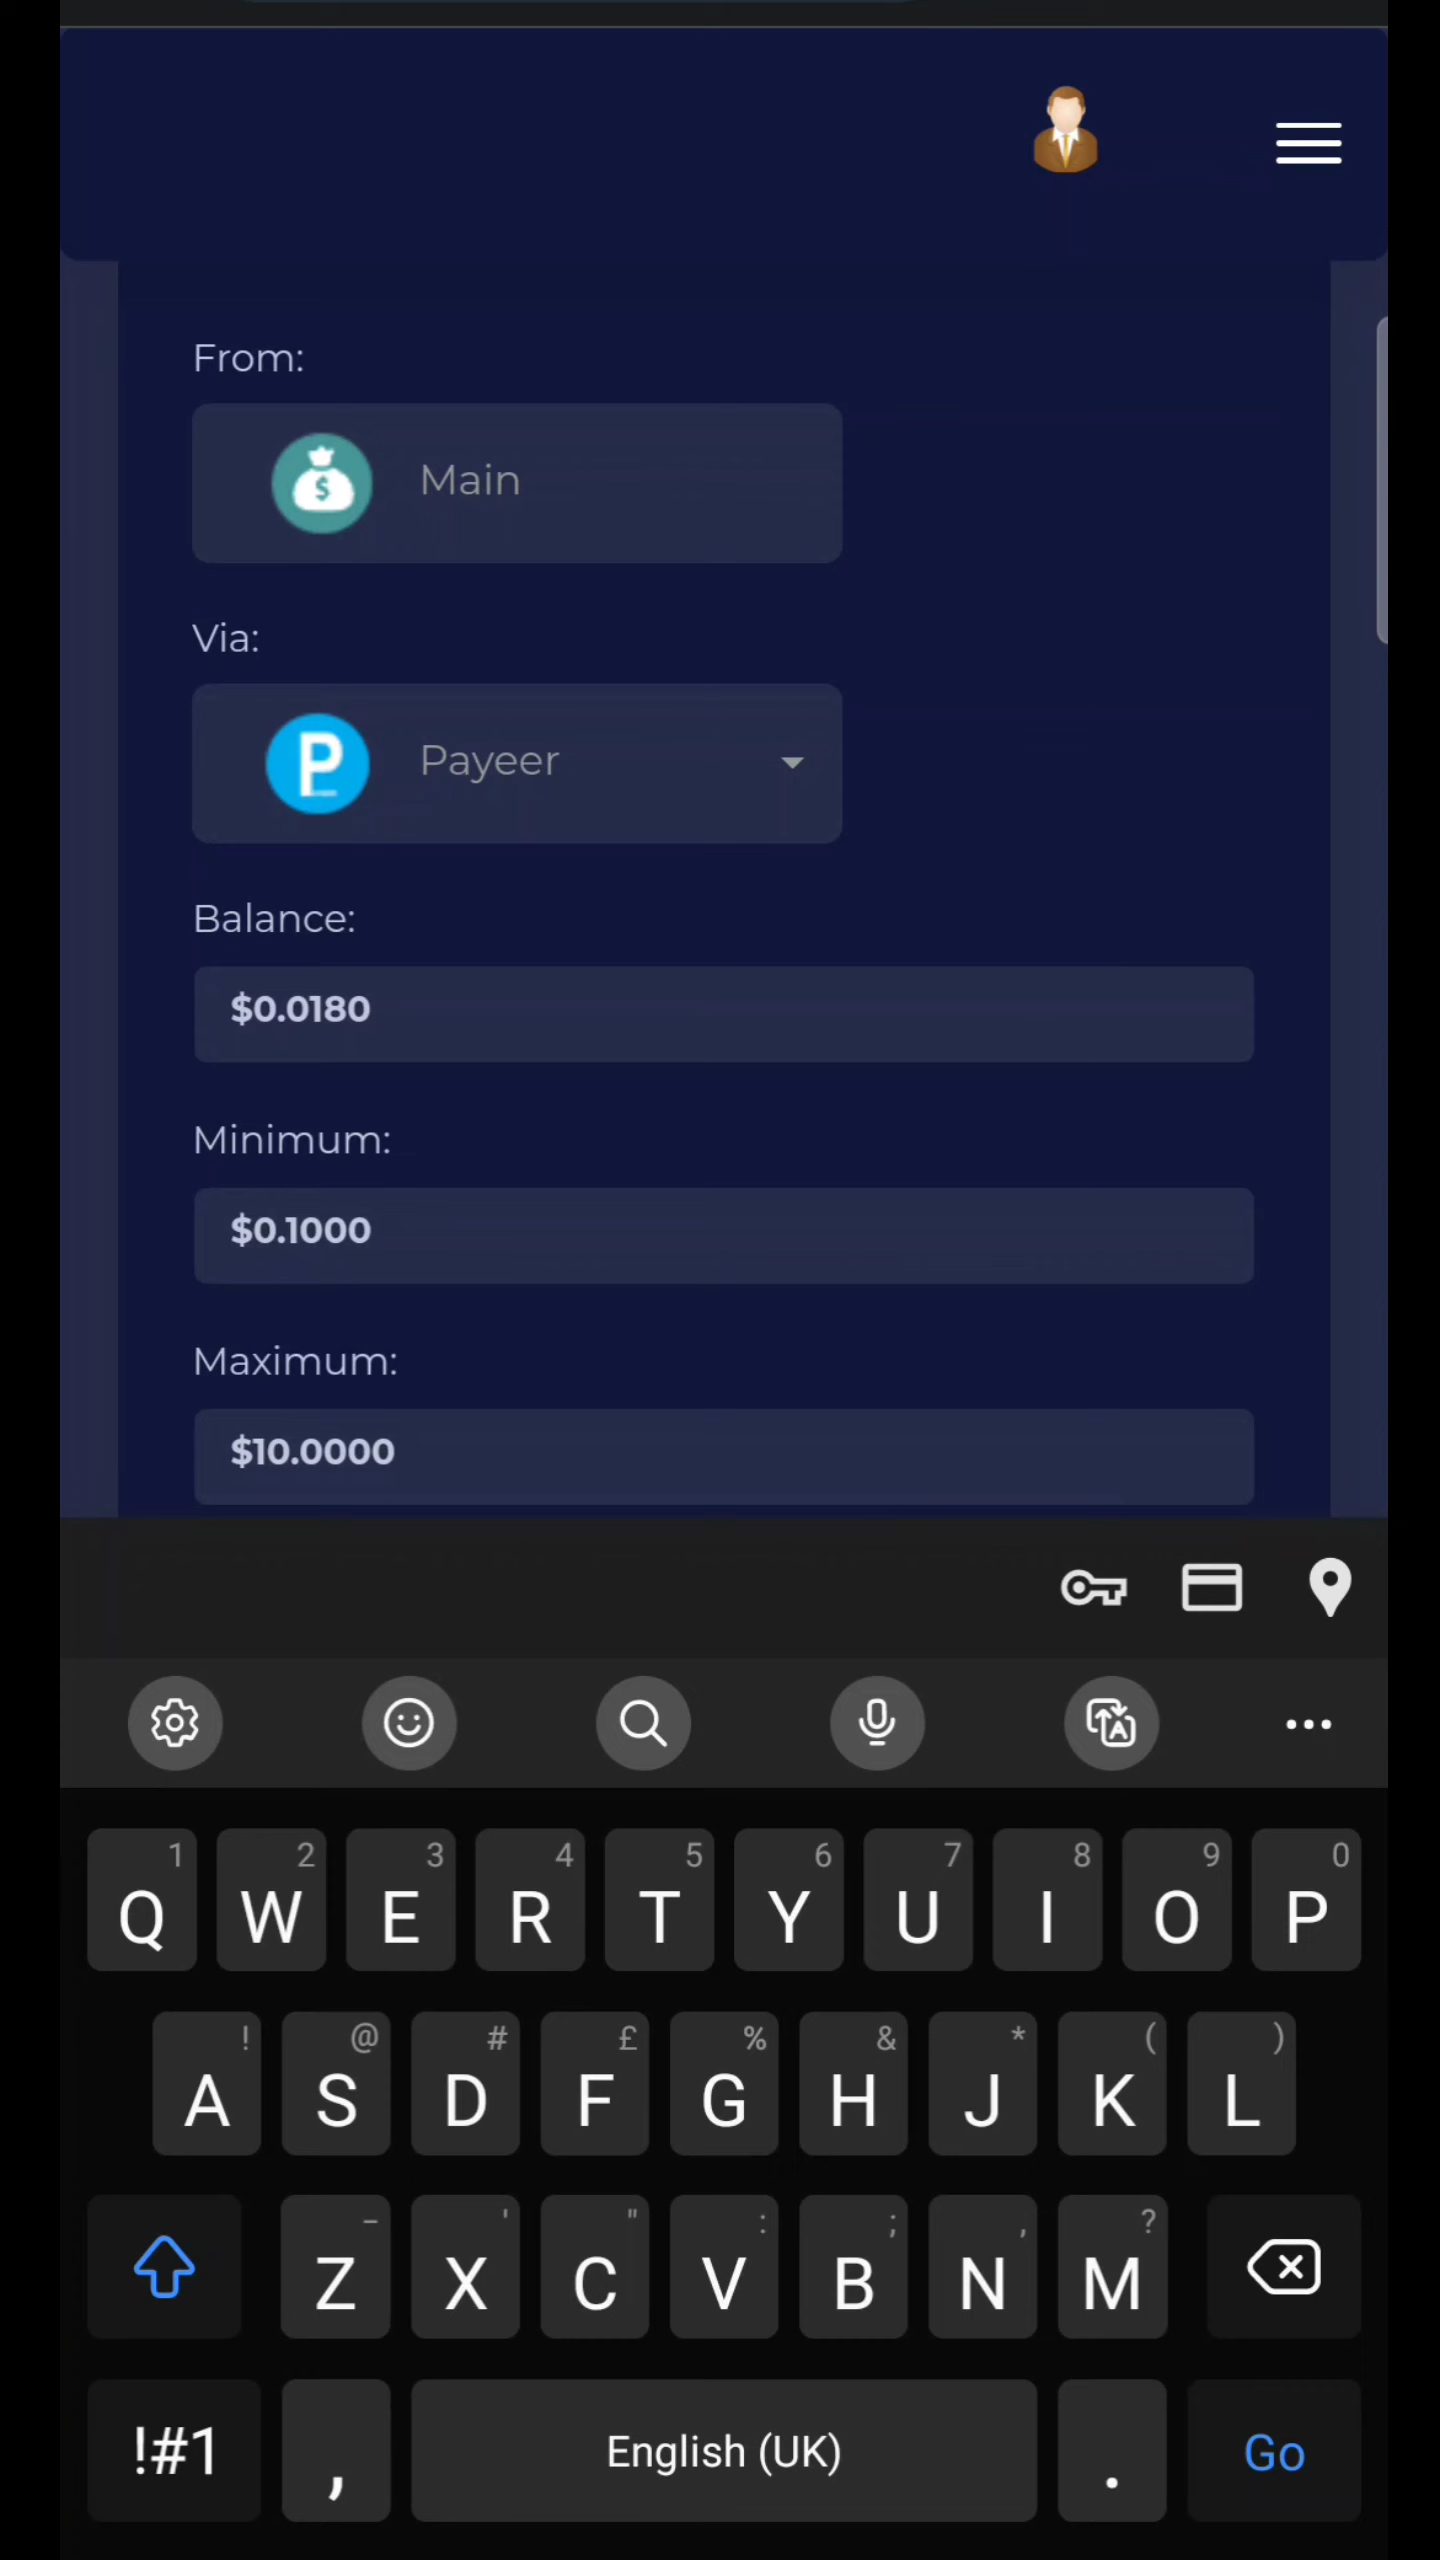 From:
$
Main
Via:
P
Payeer
Balance:
$0.0180
Minimum:
$0.1000
Maximum:
$10.0000
A
1 2 3 4 5 6 7 8 9 0
Q W E R T Y U I O P
! @ # £ % & * ( )
A S D F G H J K L
- ' " : ; , ?
Z X C V B N M
!#1 , English (UK) . Go